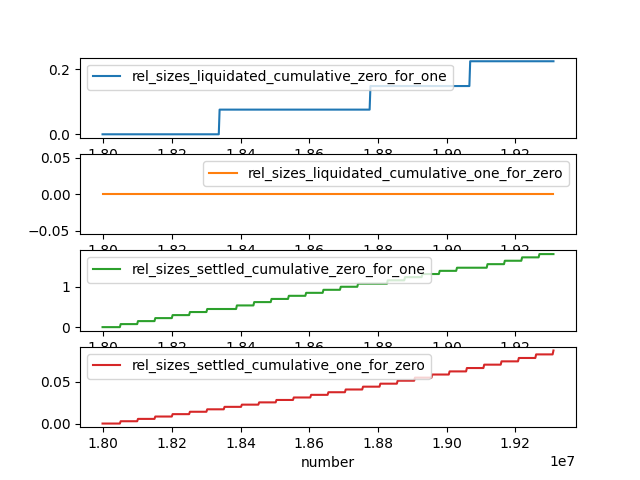 0.2
rel_sizes_liquidated_cumulative_zero_for_one
0.0
1.80 1.82 1.84 1.86 1.88 1.90 1.92
0.05
rel_sizes_liquidated_cumulative_one_for_zero
0.00
−0.05
1.80 1.82 1.84 1.86 1.88 1.90 1.92
rel_sizes_settled_cumulative_zero_for_one
1
0
1.80 1.82 1.84 1.86 1.88 1.90 1.92
rel_sizes_settled_cumulative_one_for_zero
0.05
0.00
1.80 1.82 1.84 1.86 1.88 1.90 1.92
number
1e7